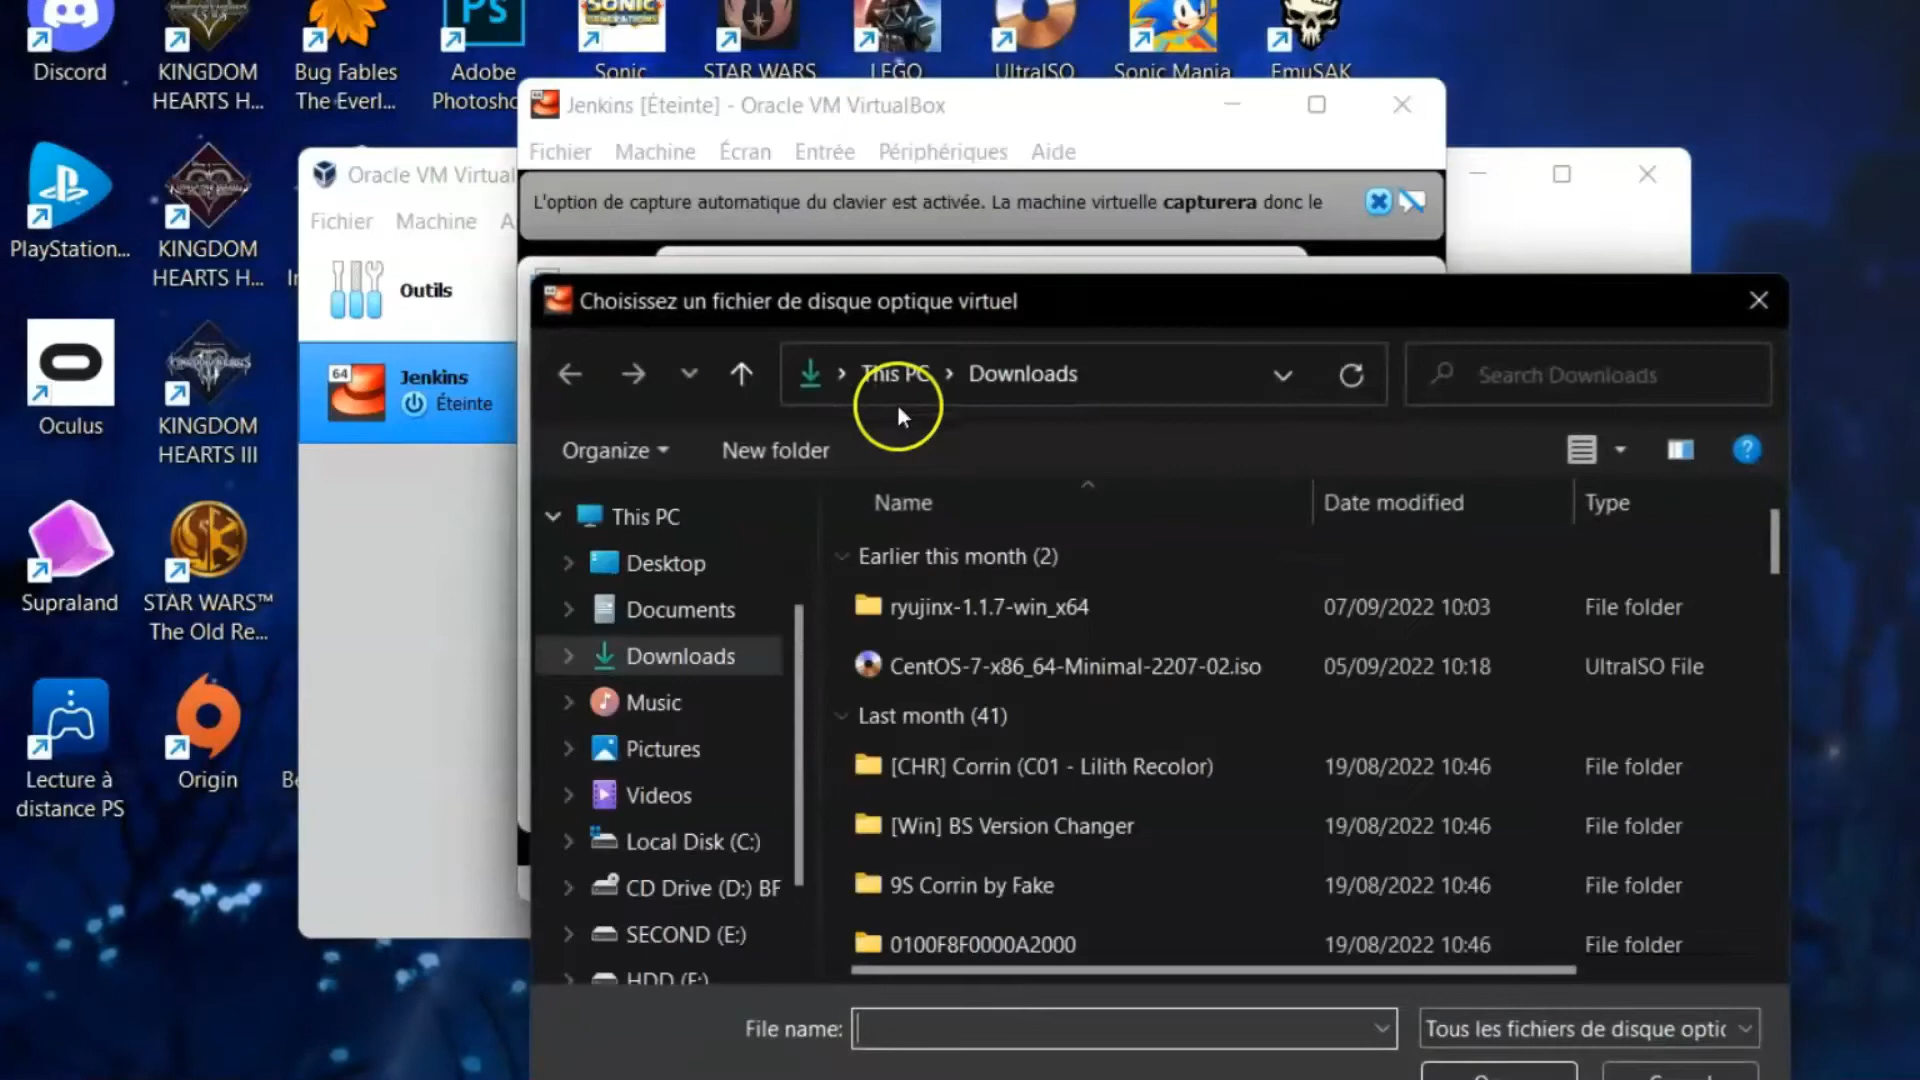 Discord
KINGDOM
HEARTS H...
Bug Fables
The Everl...
PS
Adobe
Photosho
SONIC
Sonic
STAR WARS
LEGO
UltraISO
Sonic Mania
EmuSAK
PlayStation...
KINGDOM
HEARTS H...
Oculus
KINGDOM
HEARTS III
Supraland
STAR WARS™
The Old Re...
Lecture à
distance PS
Origin
Oracle VM Virtual
Fichier Machine A
Outils
64
Jenkins
Éteinte
Jenkins [Éteinte] - Oracle VM VirtualBox
Fichier Machine Écran Entrée Périphériques Aide
L'option de capture automatique du clavier est activée. La machine virtuelle capturera donc le
Choisissez un fichier de disque optique virtuel
This PC > Downloads
Search Downloads
Organize
New folder
This PC
Desktop
Documents
Downloads
Music
Pictures
Videos
Local Disk (C:)
CD Drive (D:) BF
SECOND (E:)
HDD (F:)
Name Date modified Type
Earlier this month (2)
ryujinx-1.1.7-win_x64 07/09/2022 10:03 File folder
CentOS-7-x86_64-Minimal-2207-02.iso 05/09/2022 10:18 UltraISO File
Last month (41)
[CHR] Corrin (C01 - Lilith Recolor) 19/08/2022 10:46 File folder
[Win] BS Version Changer 19/08/2022 10:46 File folder
9S Corrin by Fake 19/08/2022 10:46 File folder
0100F8F0000A2000 19/08/2022 10:46 File folder
File name:
Tous les fichiers de disque optic